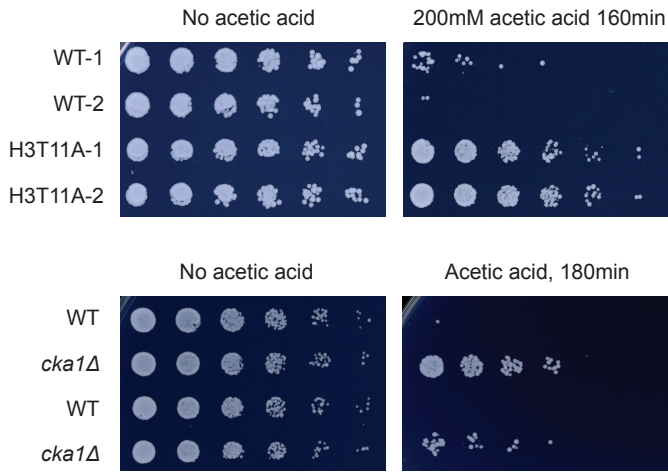 No acetic acid
200mM acetic acid 160min
WT-1
WT-2
H3T11A-1
H3T11A-2
No acetic acid
Acetic acid, 180min
WT
cka1Δ
WT
cka1Δ